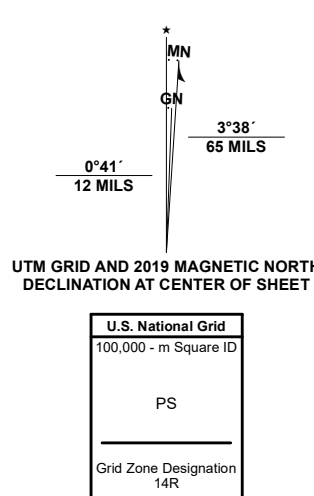 ★
MN
GN
3°38´
65 MILS
0°41´
12 MILS
UTM GRID AND 2019 MAGNETIC NORTH
DECLINATION AT CENTER OF SHEET
U.S. National Grid
100,000 - m Square ID
PS
Grid Zone Designation
14R